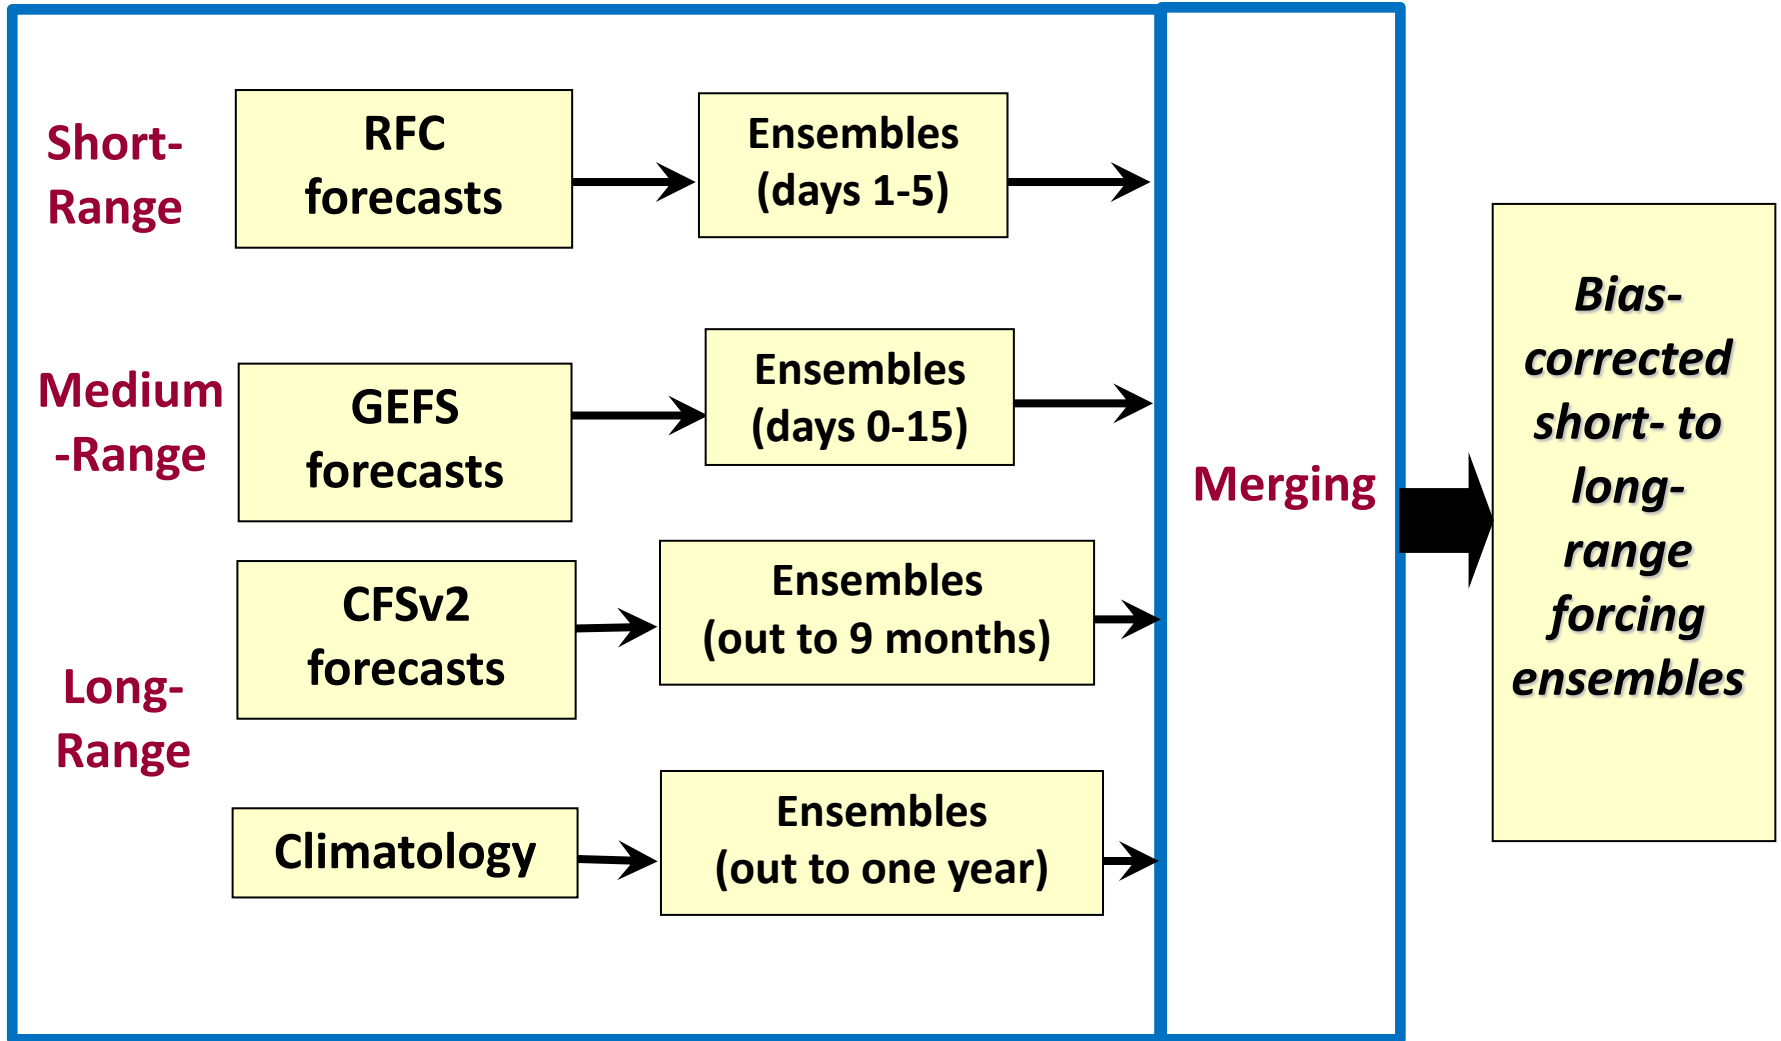 Short-
Range
RFC
forecasts
Ensembles
(days 1-5)
Medium
-Range
GEFS
forecasts
Ensembles
(days 0-15)
Long-
Range
CFSv2
forecasts
Ensembles
(out to 9 months)
Climatology
Ensembles
(out to one year)
Merging
Bias-
corrected
short- to
long-
range
forcing
ensembles